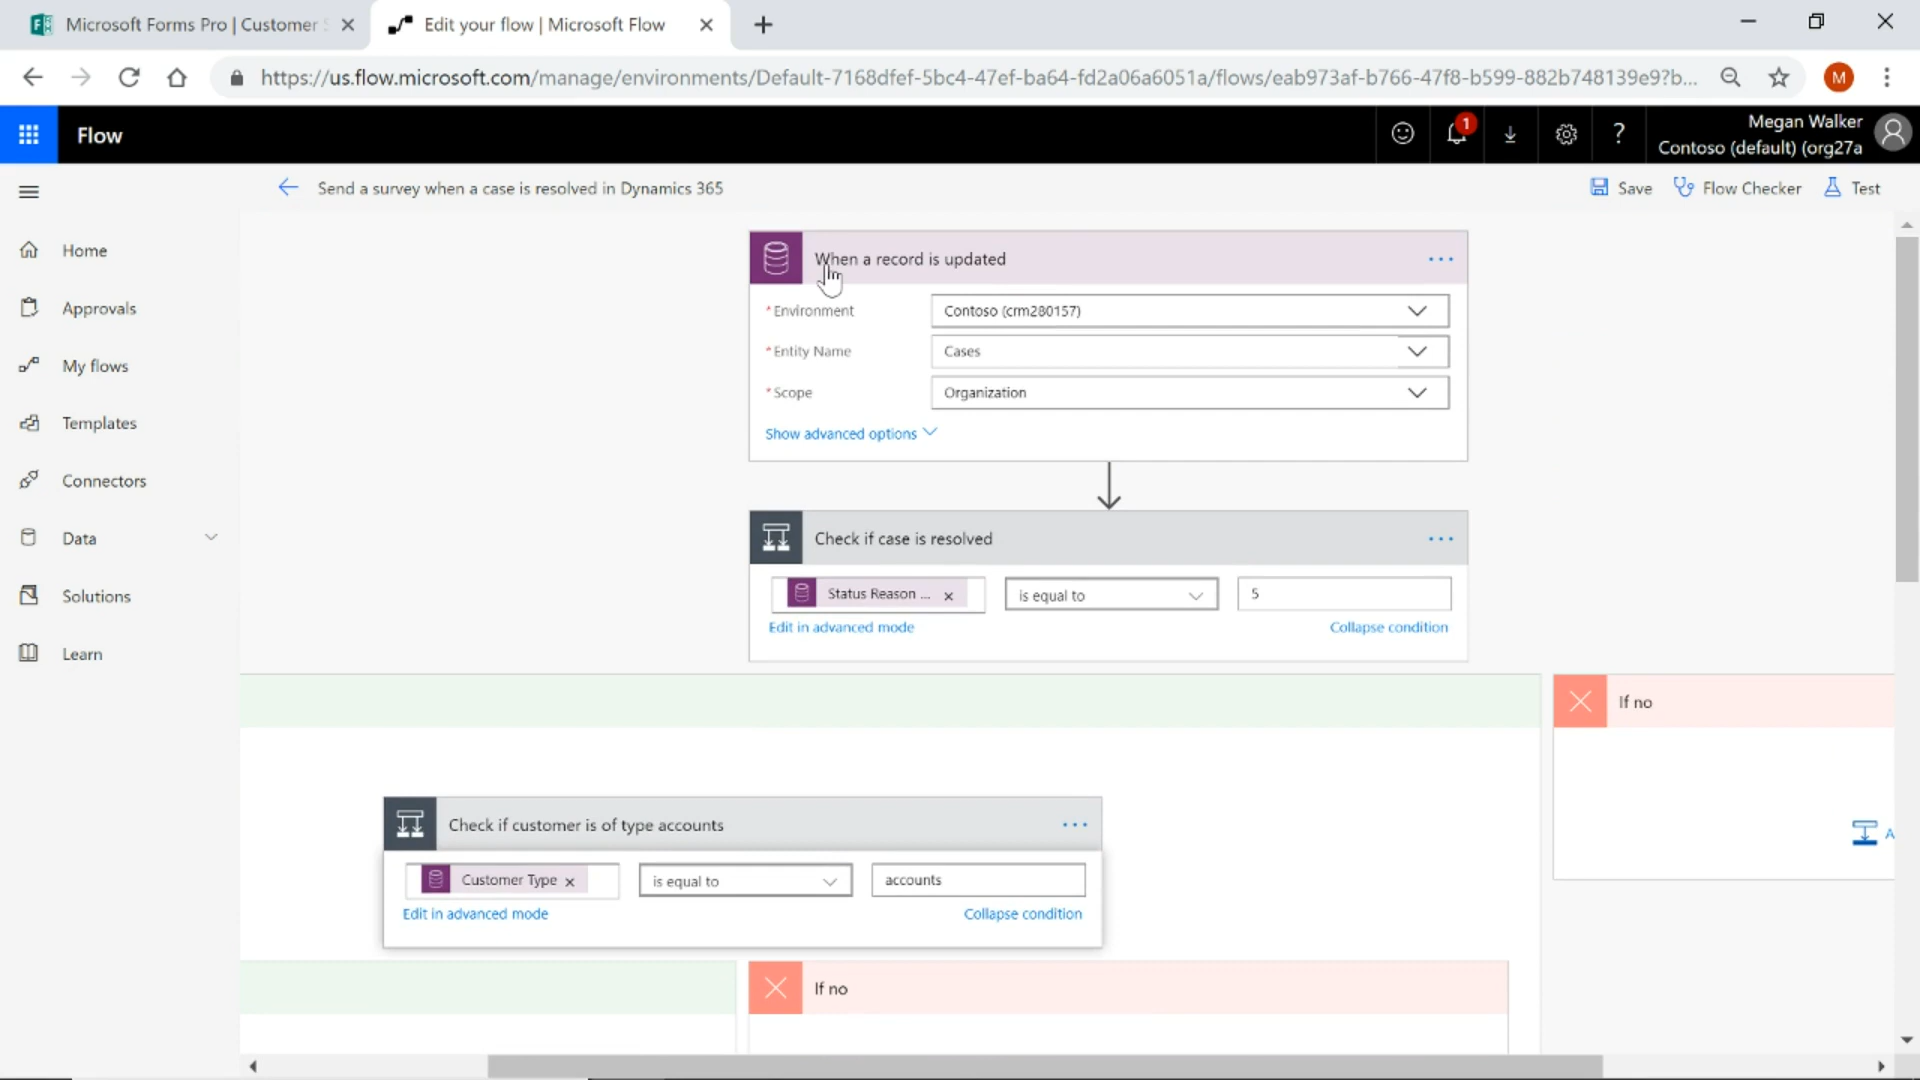 Microsoft Forms Pro | Customer S
Edit your flow | Microsoft Flow
https://us.flow.microsoft.com/manage/environments/Default-7168dfef-5bc4-47ef-ba64-fd2a06a6051a/flows/eab973af-b766-47f8-b599-882b748139e9?b...
M
Flow
1
?
Megan Walker
Contoso (default) (org27a
Send a survey when a case is resolved in Dynamics 365
Save
Flow Checker
Test
Home
Approvals
My flows
Templates
Connectors
Data
Solutions
Learn
When a record is updated
* Environment
Contoso (crm280157)
* Entity Name
Cases
* Scope
Organization
Show advanced options
Check if case is resolved
Status Reason ...
is equal to
5
Edit in advanced mode
Collapse condition
If no
A
Check if customer is of type accounts
Customer Type
is equal to
accounts
Edit in advanced mode
Collapse condition
If no